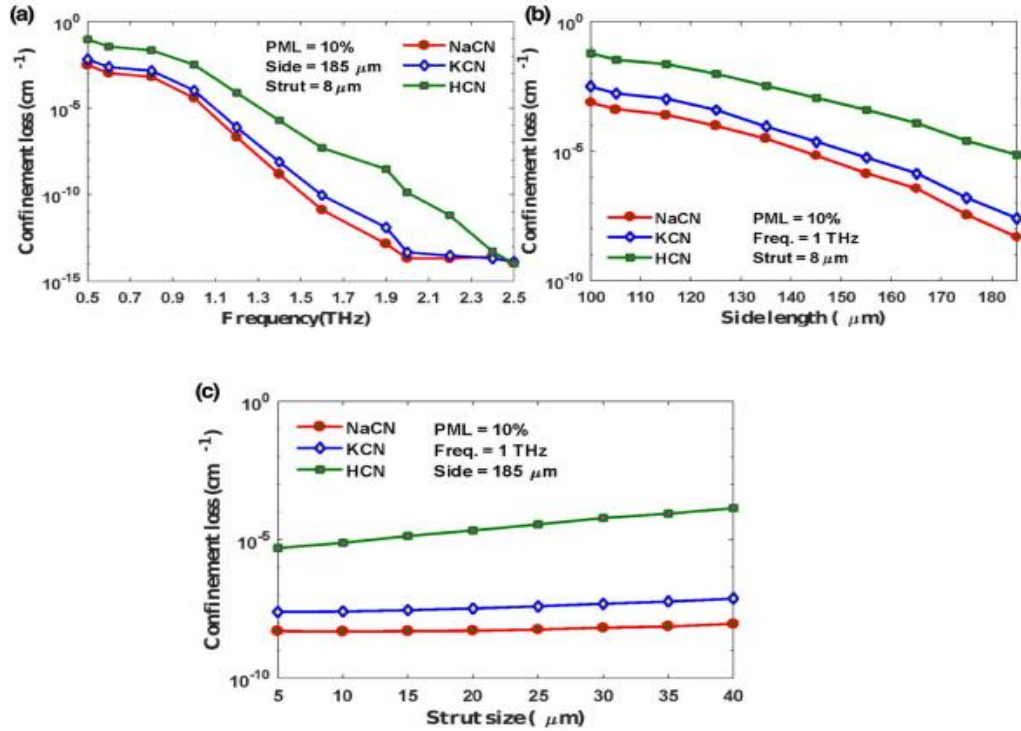 (a)
10^0
10^-5
10^-10
10^-15
Confinement loss(cm^-1)
PML = 10%
Side = 185 μm
Strut = 8 μm
NaCN
KCN
HCN
0.5 0.7 0.9 1.1 1.3 1.5 1.7 1.9 2.1 2.3 2.5
Frequency(THz)
(b)
10^0
10^-5
10^-10
Confinement loss(cm^-1)
NaCN
KCN
HCN
PML = 10%
Freq. = 1 THz
Strut = 8 μm
100 110 120 130 140 150 160 170 180
Side length ( μm)
(c)
10^0
10^-5
10^-10
Confinement loss(cm^-1)
NaCN
KCN
HCN
PML = 10%
Freq. = 1 THz
Side = 185 μm
5 10 15 20 25 30 35 40
Strut size ( μm)